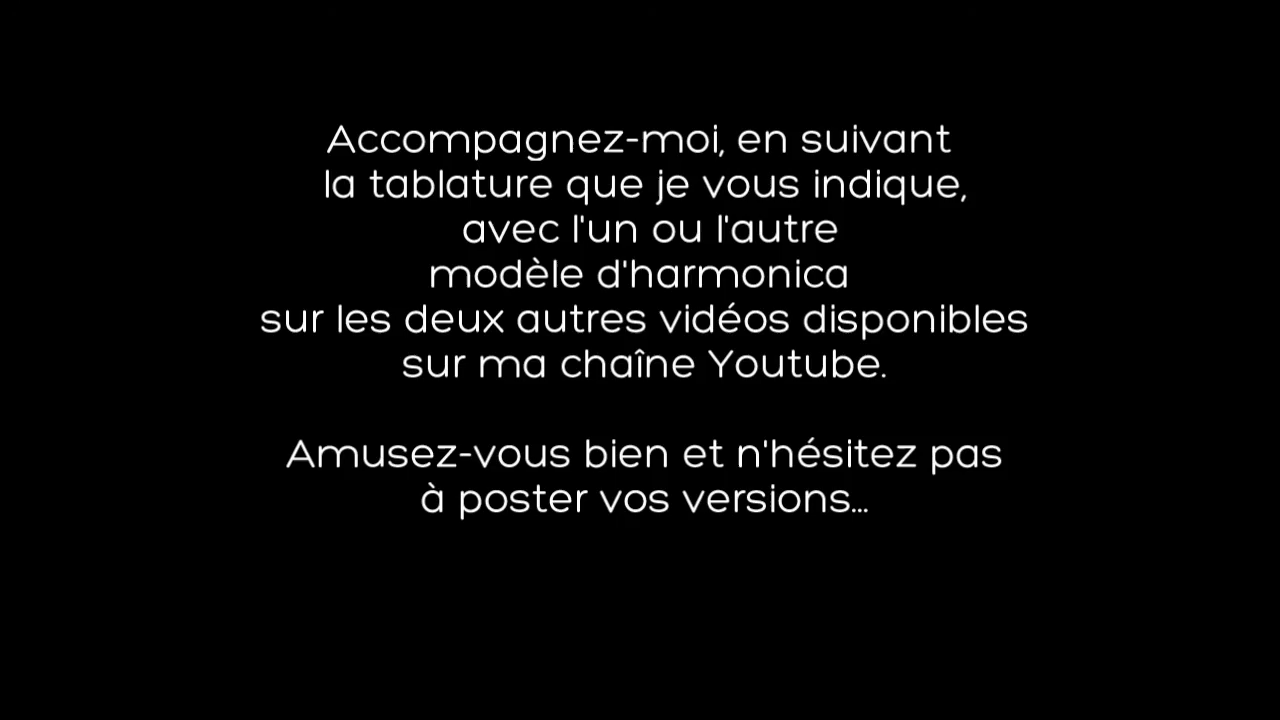 Accompagnez-moi, en suivant
la tablature que je vous indique,
avec l'un ou l'autre
modèle d'harmonica
sur les deux autres vidéos disponibles
sur ma chaîne Youtube.
Amusez-vous bien et n'hésitez pas
à poster vos versions...